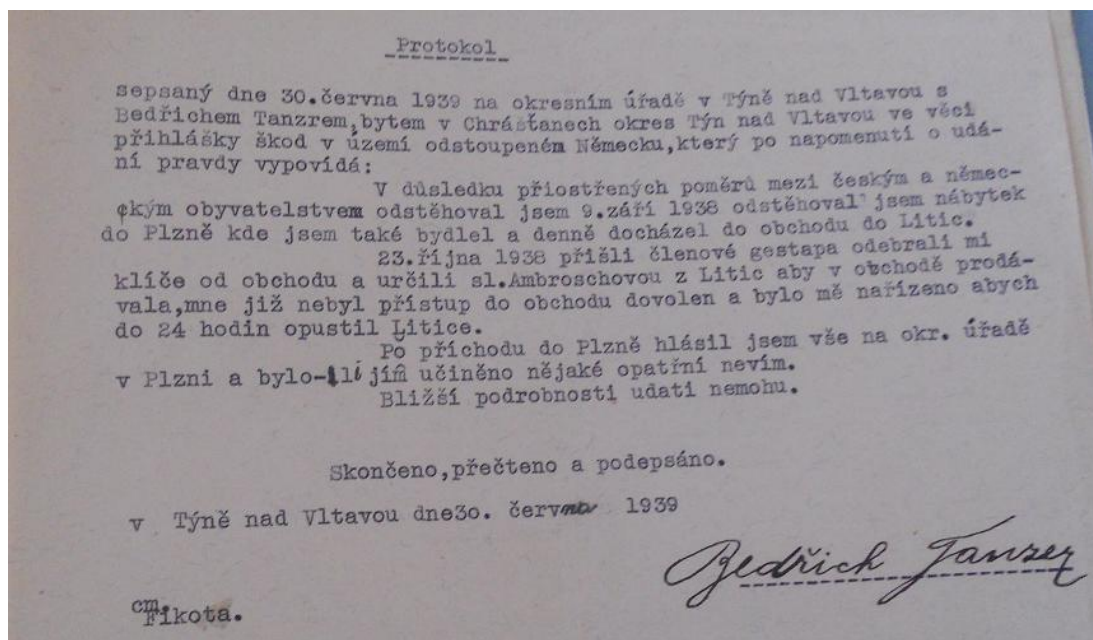 Protokol
sepsaný dne 30.června 1939 na okresním úřadě v Týně nad Vltavou s
Bedřichem Tanzrem,bytem v Chrášťanech okres Týn nad Vltavou ve věci
přihlášky škod v území odstoupeném Německu,který po napomenutí o udá-
ní pravdy vypovídá:
V důsledku přiostřených poměrů mezi českým a němec-
kým obyvatelstvem odstěhoval jsem 9.září 1938 odstěhoval jsem nábytek
do Plzně kde jsem také bydlel a denně docházel do obchodu do Litic.
23.října 1938 přišli členové gestapa odebrali mi
klíče od obchodu a určili sl.Ambroschovou z Litic aby v obchodě prodá-
vala,mne již nebyl přístup do obchodu dovolen a bylo mě nařízeno abych
do 24 hodin opustil Litice.
Po příchodu do Plzně hlásil jsem vše na okr. úřadě
v Plzni a bylo-li jím učiněno nějaké opatřní nevím.
Bližší podrobnosti udati nemohu.
Skončeno,přečteno a podepsáno.
v Týně nad Vltavou dne3o. června 1939
Bedřich Tanzer
cm.
Fikota.